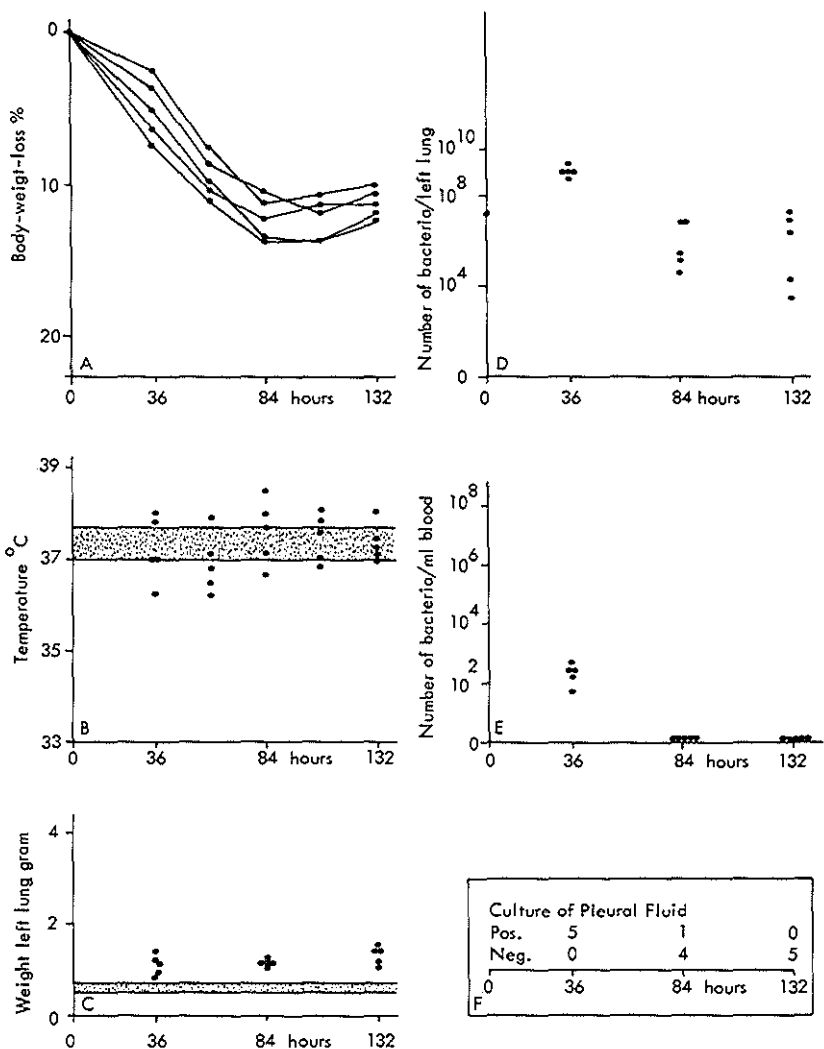 0
10
20
Body-weigt-loss %
A
0 36 84 hours 132
10^10
10^8
10^4
0
Number of bacteria/left lung
D
0 36 84 hours 132
39
37
35
33
Temperature °C
B
0 36 84 hours 132
10^8
10^6
10^4
10^2
0
Number of bacteria/ml blood
E
0 36 84 hours 132
4
2
0
Weight left lung gram
C
0 36 84 hours 132
Culture of Pleural Fluid
Pos. 5 1 0
Neg. 0 4 5
0 36 84 hours 132
F